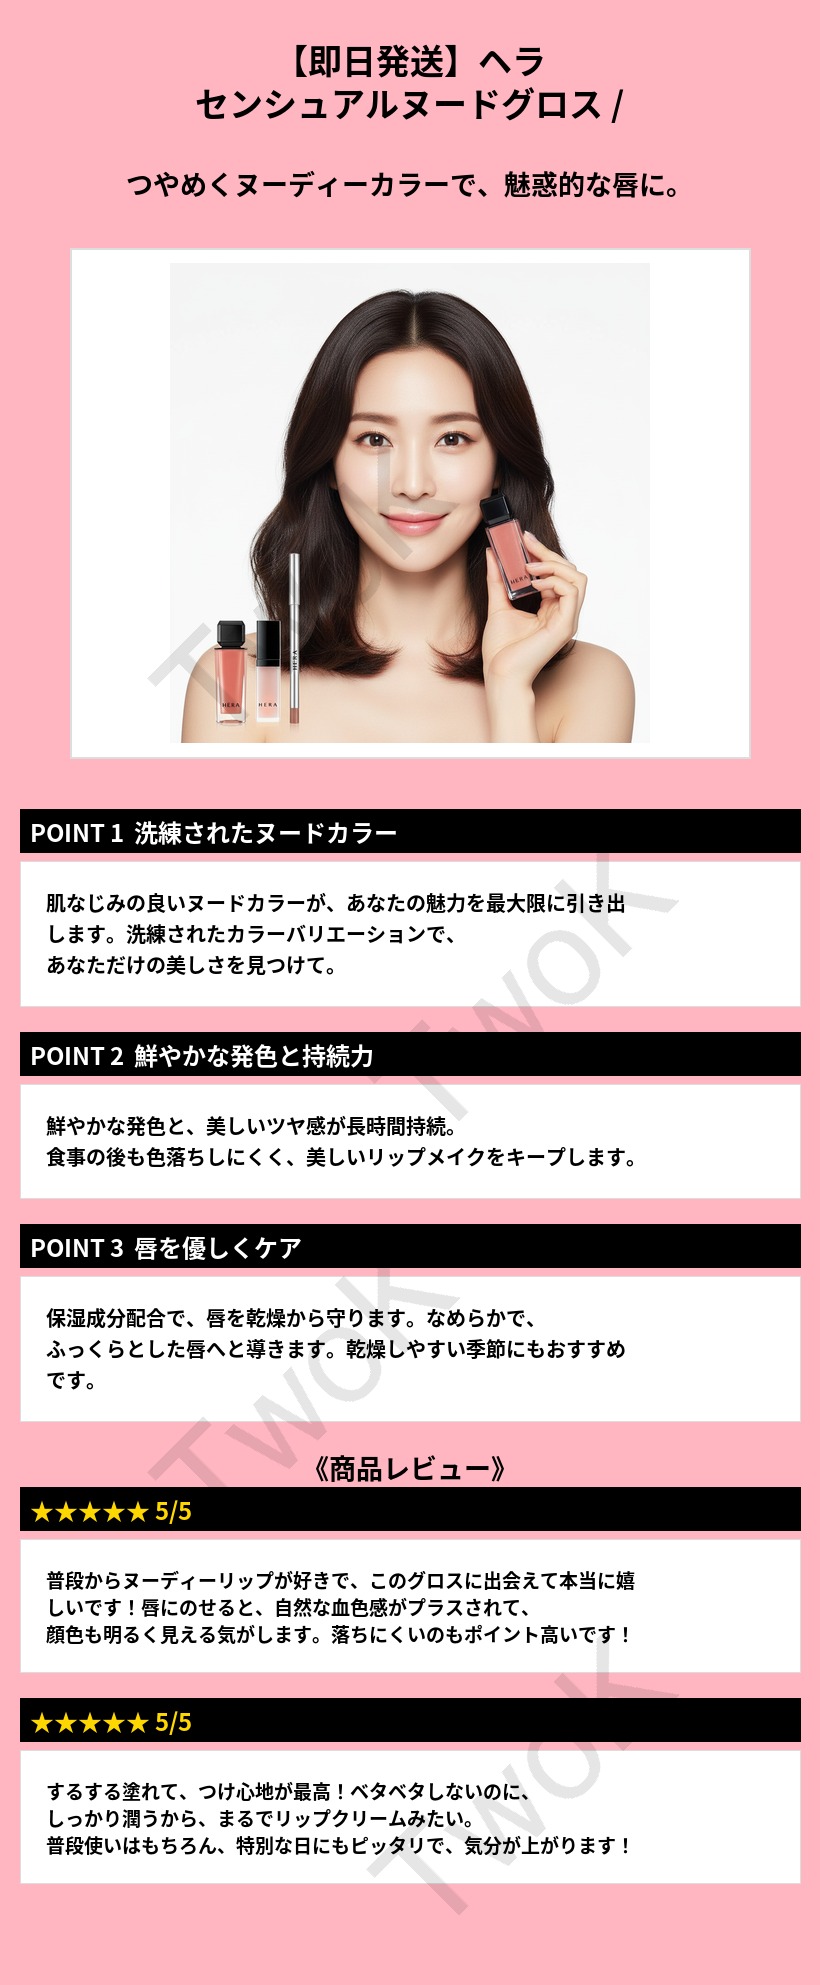 【即日発送】ヘラ
センシュアルヌードグロス /
つやめくヌーディーカラーで、魅惑的な唇に。
HERA
HERA
HERA
HERA
TwoK
POINT 1 洗練されたヌードカラー
肌なじみの良いヌードカラーが、あなたの魅力を最大限に引き出
します。洗練されたカラーバリエーションで、
あなただけの美しさを見つけて。
TwoK
POINT 2 鮮やかな発色と持続力
鮮やかな発色と、美しいツヤ感が長時間持続。
食事の後も色落ちしにくく、美しいリップメイクをキープします。
POINT 3 唇を優しくケア
保湿成分配合で、唇を乾燥から守ります。なめらかで、
ふっくらとした唇へと導きます。乾燥しやすい季節にもおすすめ
です。
TwoK
《商品レビュー》
★★★★★ 5/5
普段からヌーディーリップが好きで、このグロスに出会えて本当に嬉
しいです！唇にのせると、自然な血色感がプラスされて、
顔色も明るく見える気がします。落ちにくいのもポイント高いです！
★★★★★ 5/5
するする塗れて、つけ心地が最高！ベタベタしないのに、
しっかり潤うから、まるでリップクリームみたい。
普段使いはもちろん、特別な日にもピッタリで、気分が上がります！
TwoK